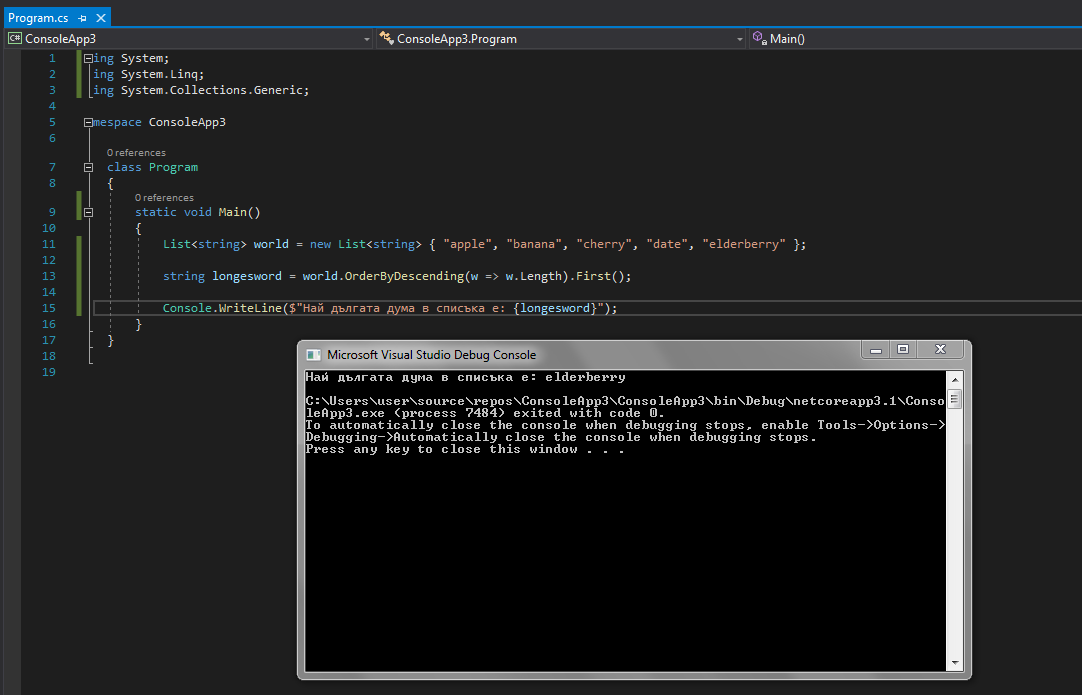 Program.cs
C# ConsoleApp3
ConsoleApp3.Program
Main()
1 ing System;
2 ing System.Linq;
3 ing System.Collections.Generic;
4
5 mespace ConsoleApp3
6
0 references
7 class Program
8 {
0 references
9 static void Main()
10 {
11 List<string> world = new List<string> { "apple", "banana", "cherry", "date", "elderberry" };
12
13 string longesword = world.OrderByDescending(w => w.Length).First();
14
15 Console.WriteLine($"Най дългата дума в списъка е: {longesword}");
16 }
17 }
18
19
Microsoft Visual Studio Debug Console
Най дългата дума в списъка е: elderberry
C:\Users\user\source\repos\ConsoleApp3\ConsoleApp3\bin\Debug\netcoreapp3.1\Conso
leApp3.exe (process 7484) exited with code 0.
To automatically close the console when debugging stops, enable Tools->Options->
Debugging->Automatically close the console when debugging stops.
Press any key to close this window . . .